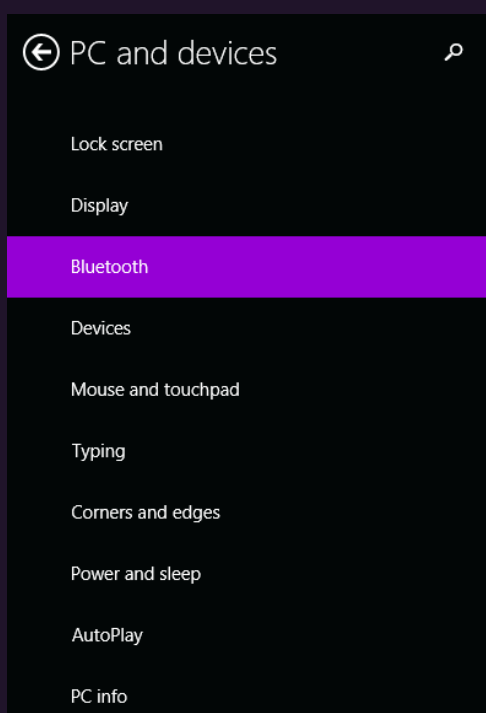 PC and devices
Lock screen
Display
Bluetooth
Devices
Mouse and touchpad
Typing
Corners and edges
Power and sleep
AutoPlay
PC info